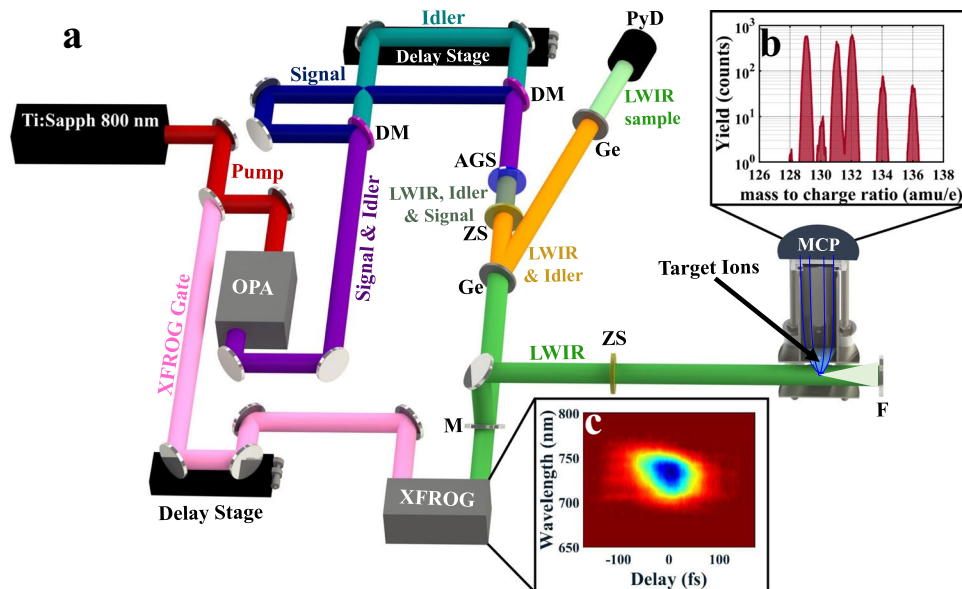 a
Idler
Delay Stage
PyD
Signal
Ti:Sapph 800 nm
DM
DM
LWIR
sample
Ge
Pump
AGS
LWIR, Idler
& Signal
ZS
LWIR
& Idler
Ge
Signal & Idler
OPA
XFROG Gate
LWIR
ZS
M
XFROG
Delay Stage
b
Yield (counts)
10³
10²
10¹
10⁰
126 128 130 132 134 136 138
mass to charge ratio (amu/e)
MCP
Target Ions
F
c
Wavelength (nm)
800
750
700
650
-100 0 100
Delay (fs)